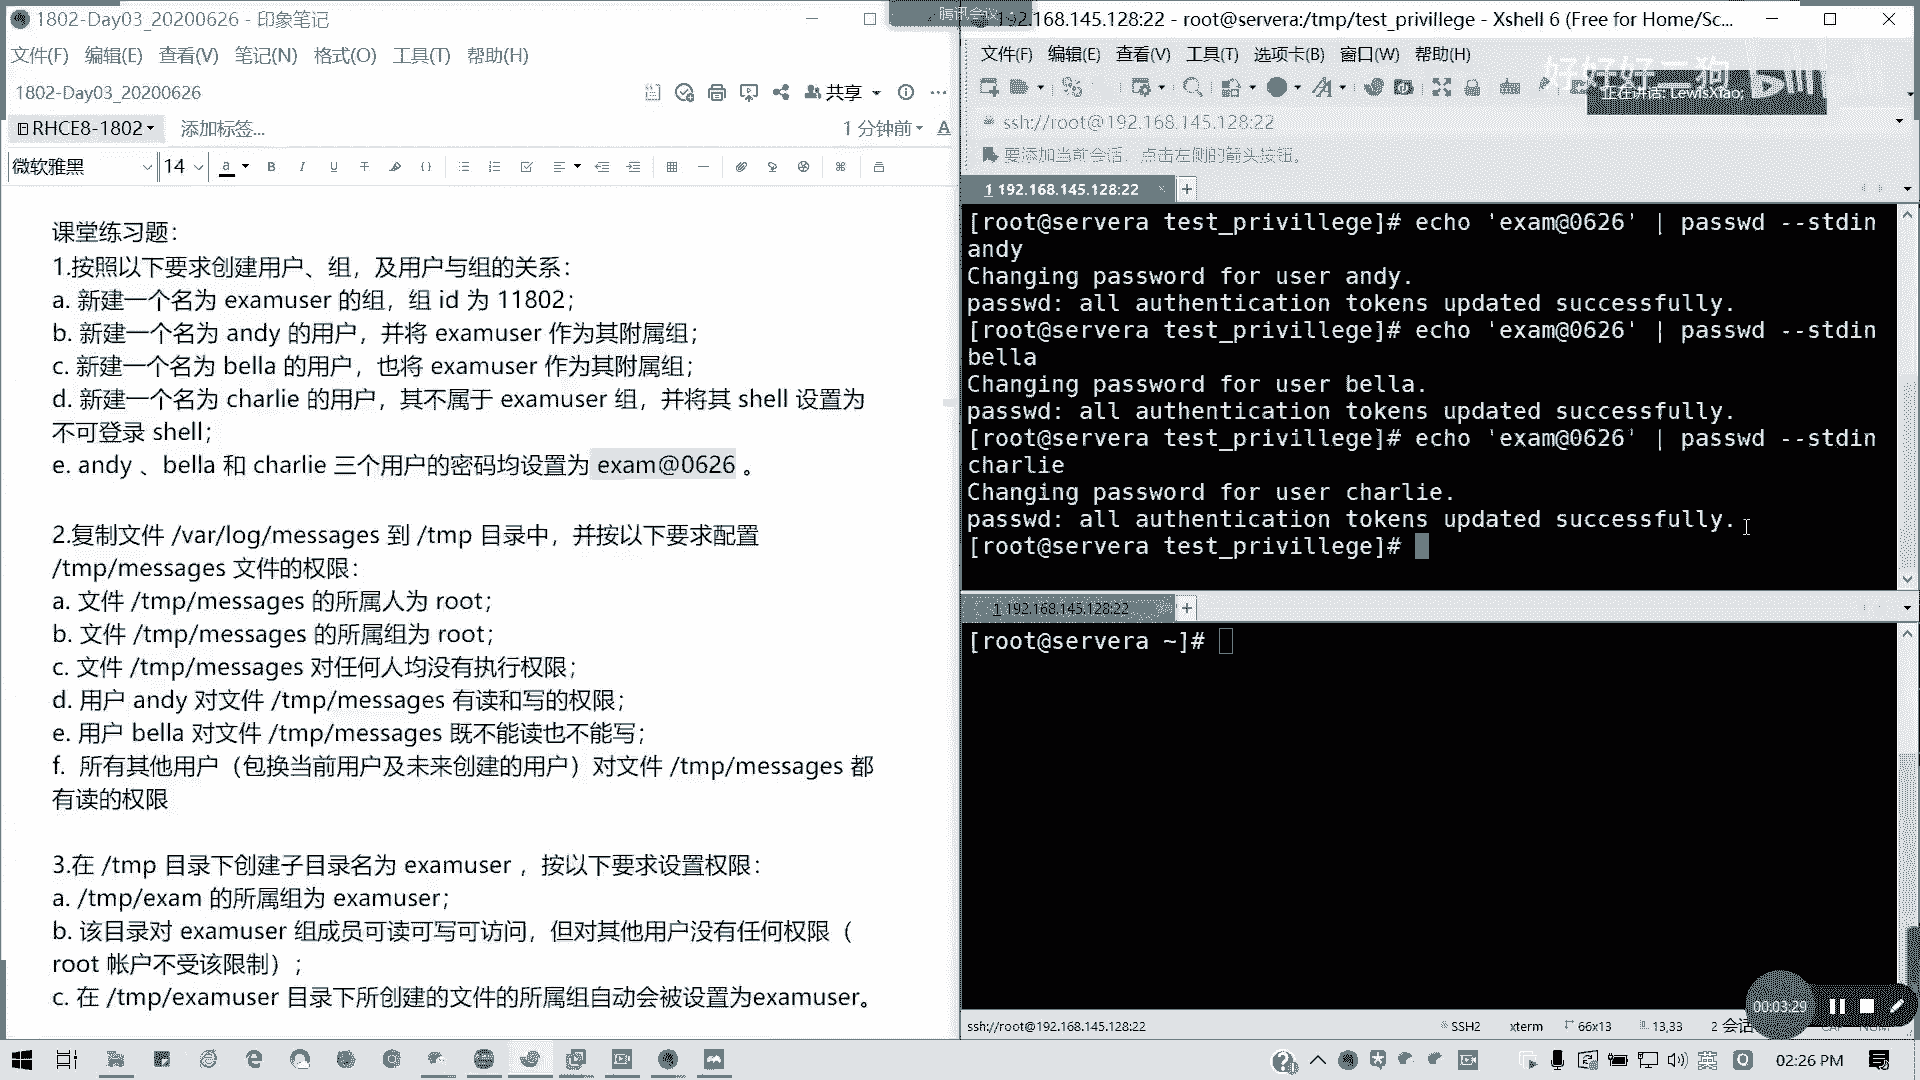 1802-Day03_20200626 - 印象笔记
文件(F) 编辑(E) 查看(V) 笔记(N) 格式(O) 工具(T) 帮助(H)
1802-Day03_20200626
共享
RHCE8-1802
添加标签...
1 分钟前
微软雅黑
14
课堂练习题：
1.按照以下要求创建用户、组，及用户与组的关系：
a. 新建一个名为 examuser 的组，组 id 为 11802；
b. 新建一个名为 andy 的用户，并将 examuser 作为其附属组；
c. 新建一个名为 bella 的用户，也将 examuser 作为其附属组；
d. 新建一个名为 charlie 的用户，其不属于 examuser 组，并将其 shell 设置为
不可登录 shell；
e. andy 、bella 和 charlie 三个用户的密码均设置为 exam@0626 。
2.复制文件 /var/log/messages 到 /tmp 目录中，并按以下要求配置
/tmp/messages 文件的权限：
a. 文件 /tmp/messages 的所属人为 root；
b. 文件 /tmp/messages 的所属组为 root；
c. 文件 /tmp/messages 对任何人均没有执行权限；
d. 用户 andy 对文件 /tmp/messages 有读和写的权限；
e. 用户 bella 对文件 /tmp/messages 既不能读也不能写；
f. 所有其他用户（包换当前用户及未来创建的用户）对文件 /tmp/messages 都
有读的权限
3.在 /tmp 目录下创建子目录名为 examuser ，按以下要求设置权限：
a. /tmp/exam 的所属组为 examuser；
b. 该目录对 examuser 组成员可读可写可访问，但对其他用户没有任何权限（
root 帐户不受该限制）；
c. 在 /tmp/examuser 目录下所创建的文件的所属组自动会被设置为examuser。
腾讯会议
192.168.145.128:22 - root@servera:/tmp/test_privillege - Xshell 6 (Free for Home/Sc...
文件(F) 编辑(E) 查看(V) 工具(T) 选项卡(B) 窗口(W) 帮助(H)
好好好二狗
正在讲话: LewisXiao;
ssh://root@192.168.145.128:22
要添加当前会话，点击左侧的箭头按钮。
1 192.168.145.128:22
[root@servera test_privillege]# echo 'exam@0626' | passwd --stdin
andy
Changing password for user andy.
passwd: all authentication tokens updated successfully.
[root@servera test_privillege]# echo 'exam@0626' | passwd --stdin
bella
Changing password for user bella.
passwd: all authentication tokens updated successfully.
[root@servera test_privillege]# echo 'exam@0626' | passwd --stdin
charlie
Changing password for user charlie.
passwd: all authentication tokens updated successfully.
[root@servera test_privillege]#
1 192.168.145.128:22
[root@servera ~]#
00:03:29
ssh://root@192.168.145.128:22
SSH2
xterm
66x13
13,33
2 会话
02:26 PM